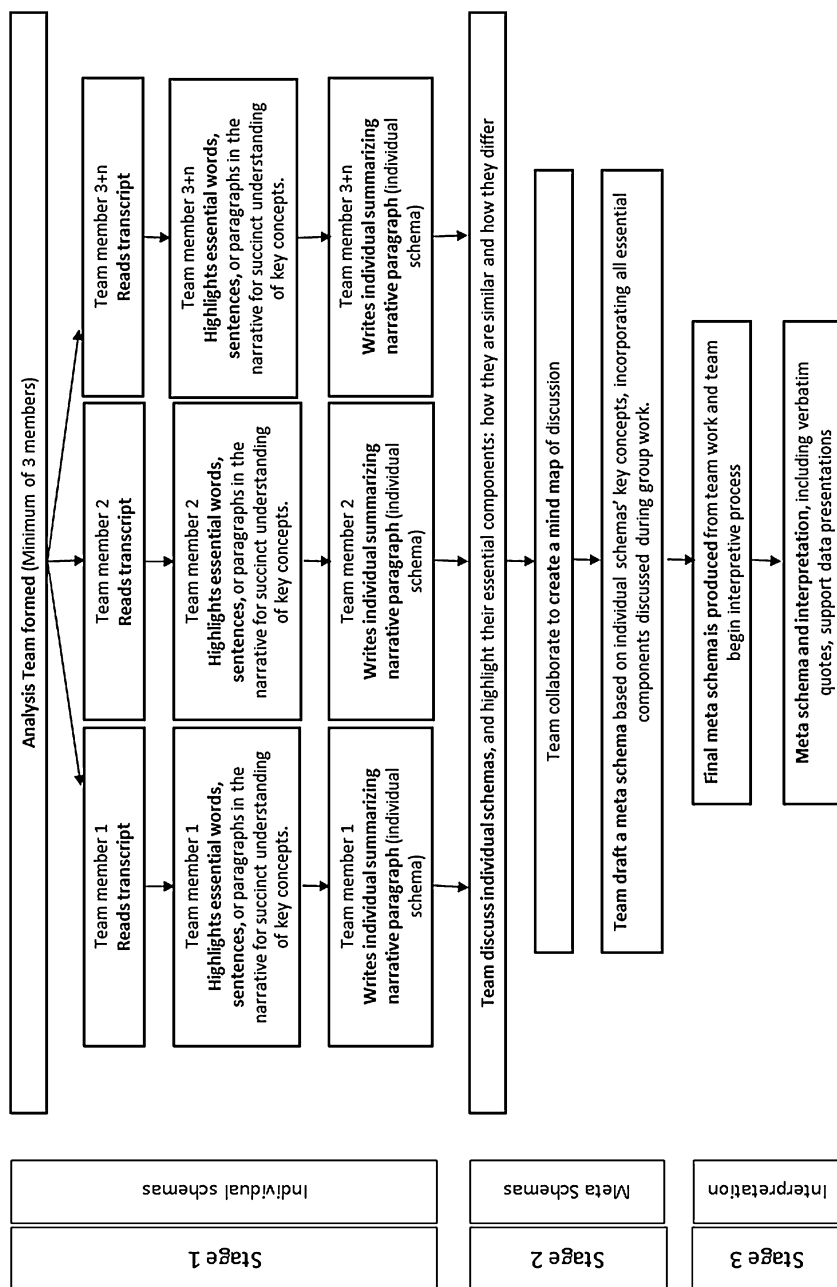 Stage 1
Individual schemas
Analysis Team formed (Minimum of 3 members)
Team member 1
Reads transcript
Team member 2
Reads transcript
Team member 3+n
Reads transcript
Team member 1
Highlights essential words,
sentences, or paragraphs in the
narrative for succinct understanding
of key concepts.
Team member 2
Highlights essential words,
sentences, or paragraphs in the
narrative for succinct understanding
of key concepts.
Team member 3+n
Highlights essential words,
sentences, or paragraphs in the
narrative for succinct understanding
of key concepts.
Team member 1
Writes individual summarizing
narrative paragraph (individual
schema)
Team member 2
Writes individual summarizing
narrative paragraph (individual
schema)
Team member 3+n
Writes individual summarizing
narrative paragraph (individual
schema)
Stage 2
Meta Schemas
Team discuss individual schemas, and highlight their essential components: how they are similar and how they differ
Team collaborate to create a mind map of discussion
Team draft a meta schema based on individual schemas' key concepts, incorporating all essential
components discussed during group work.
Stage 3
Interpretation
Final meta schema is produced from team work and team
begin interpretive process
Meta schema and interpretation, including verbatim
quotes, support data presentations